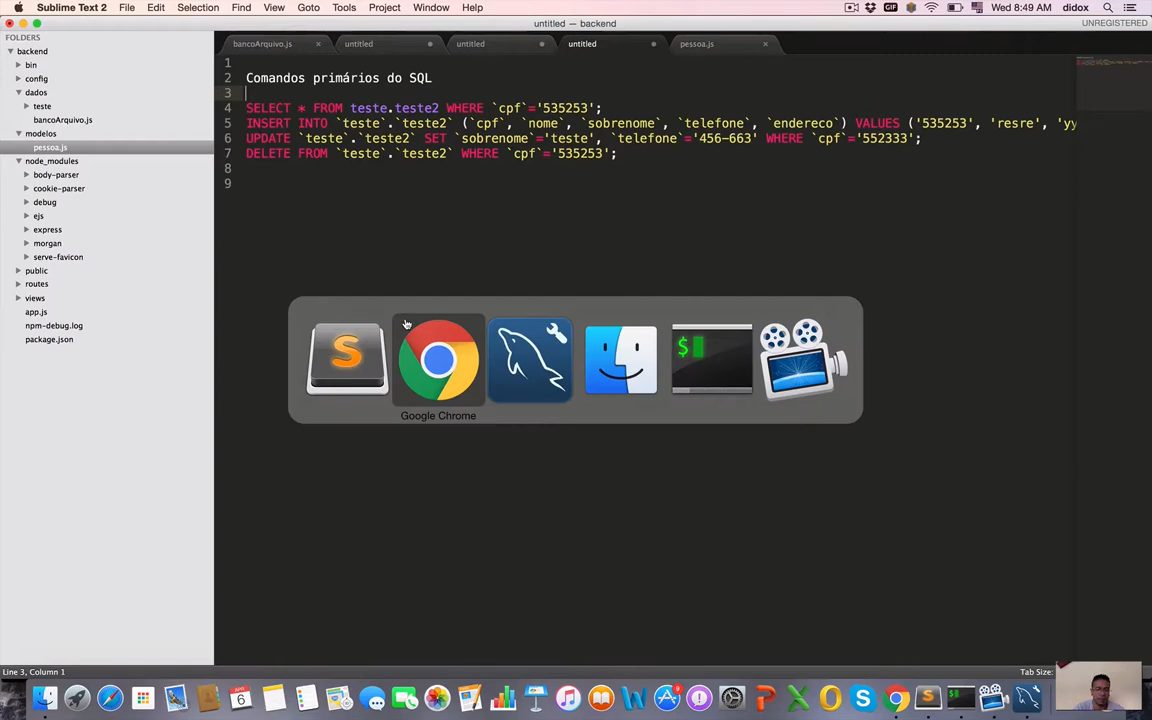 Sublime Text 2 File Edit Selection Find View Goto Tools Project Window Help GIF Wed 8:49 AM didox
untitled — backend UNREGISTERED
FOLDERS
backend
bin
config
dados
teste
bancoArquivo.js
modelos
pessoa.js
node_modules
body-parser
cookie-parser
debug
ejs
express
morgan
serve-favicon
public
routes
views
app.js
npm-debug.log
package.json
bancoArquivo.js untitled untitled untitled pessoa.js
1
2 Comandos primários do SQL
3
4 SELECT * FROM teste.teste2 WHERE `cpf`='535253';
5 INSERT INTO `teste`.`teste2` (`cpf`, `nome`, `sobrenome`, `telefone`, `endereco`) VALUES ('535253', 'resre', 'yy
6 UPDATE `teste`.`teste2` SET `sobrenome`='teste', `telefone`='456-663' WHERE `cpf`='552333';
7 DELETE FROM `teste`.`teste2` WHERE `cpf`='535253';
8
9
S
$
Google Chrome
Line 3, Column 1 Tab Size: